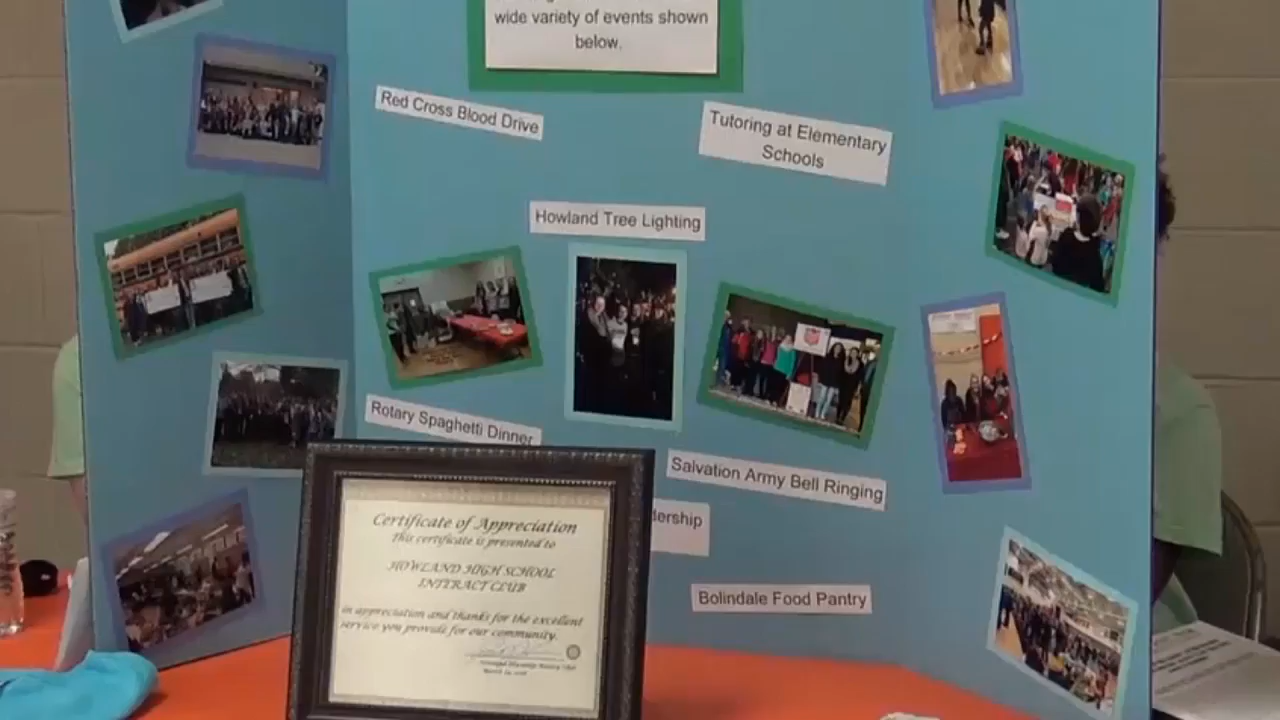 wide variety of events shown
below.
Red Cross Blood Drive
Tutoring at Elementary
Schools
Howland Tree Lighting
Rotary Spaghetti Dinner
Salvation Army Bell Ringing
dership
Bolindale Food Pantry
Certificate of Appreciation
This certificate is presented to
HOWLAND HIGH SCHOOL
INTERACT CLUB
in appreciation and thanks for the excellent
service you provide for our community.